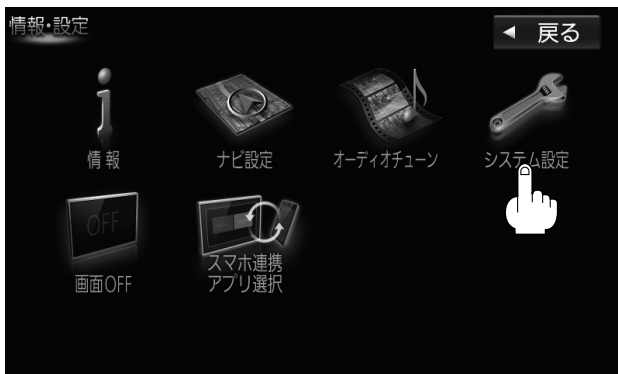 情報・設定
戻る
情報
ナビ設定
オーディオチューン
システム設定
OFF
画面OFF
スマホ連携
アプリ選択